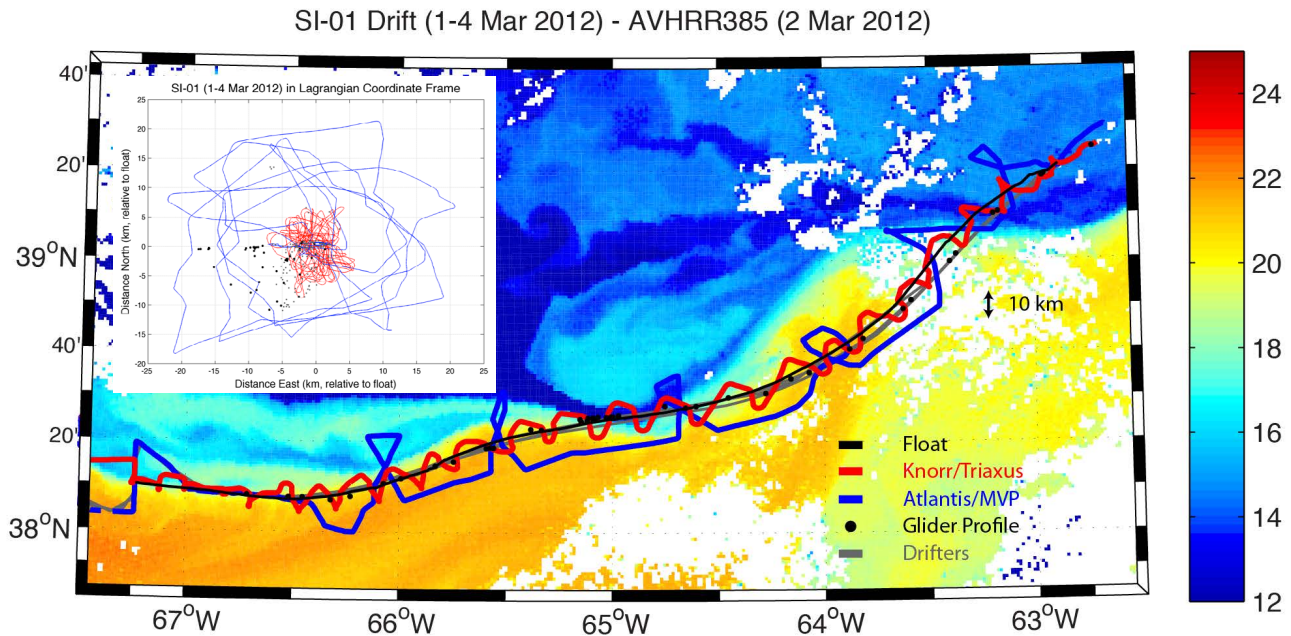 SI-01 Drift (1-4 Mar 2012) - AVHRR385 (2 Mar 2012)
SI-01 (1-4 Mar 2012) in Lagrangian Coordinate Frame
25
20
15
10
5
0
-5
-10
-15
-20
-25 -20 -15 -10 -5 0 5 10 15 20 25
Distance North (km, relative to float)
Distance East (km, relative to float)
40'
20'
39°N
40'
20'
38°N
67°W 66°W 65°W 64°W 63°W
10 km
Float
Knorr/Triaxus
Atlantis/MVP
Glider Profile
Drifters
24
22
20
18
16
14
12